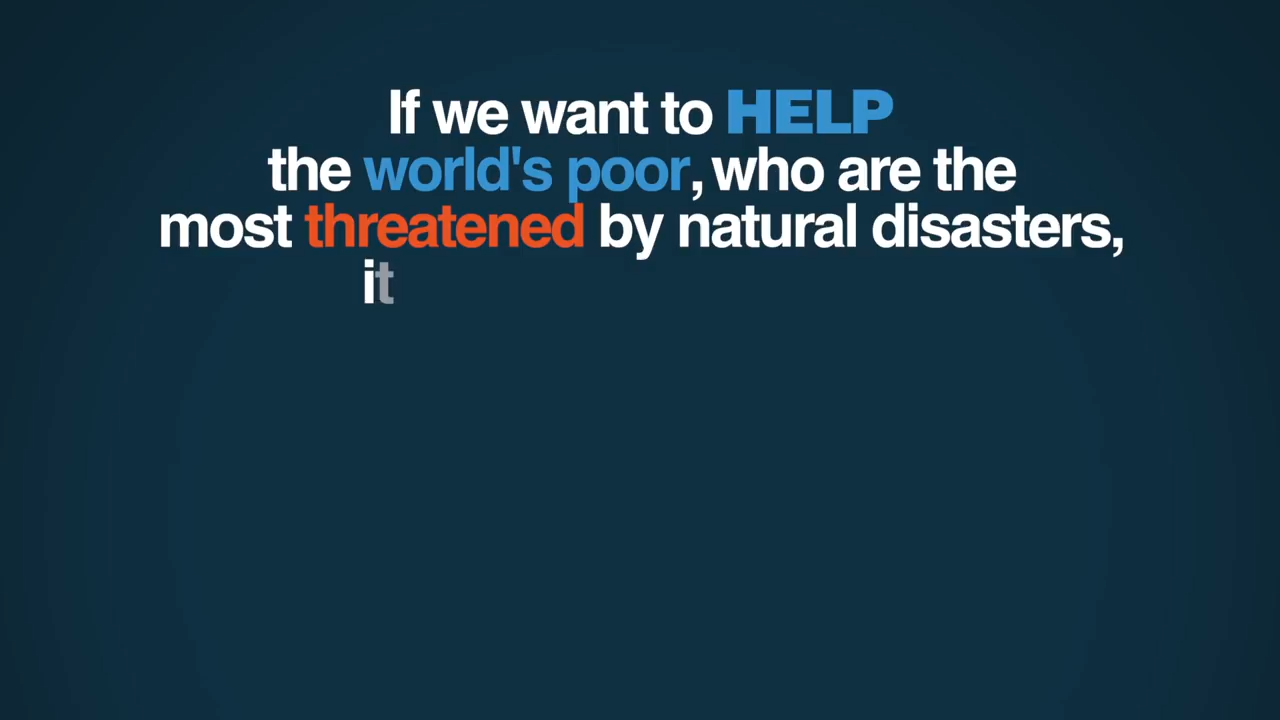 If we want to HELP
the world's poor, who are the
most threatened by natural disasters,
it